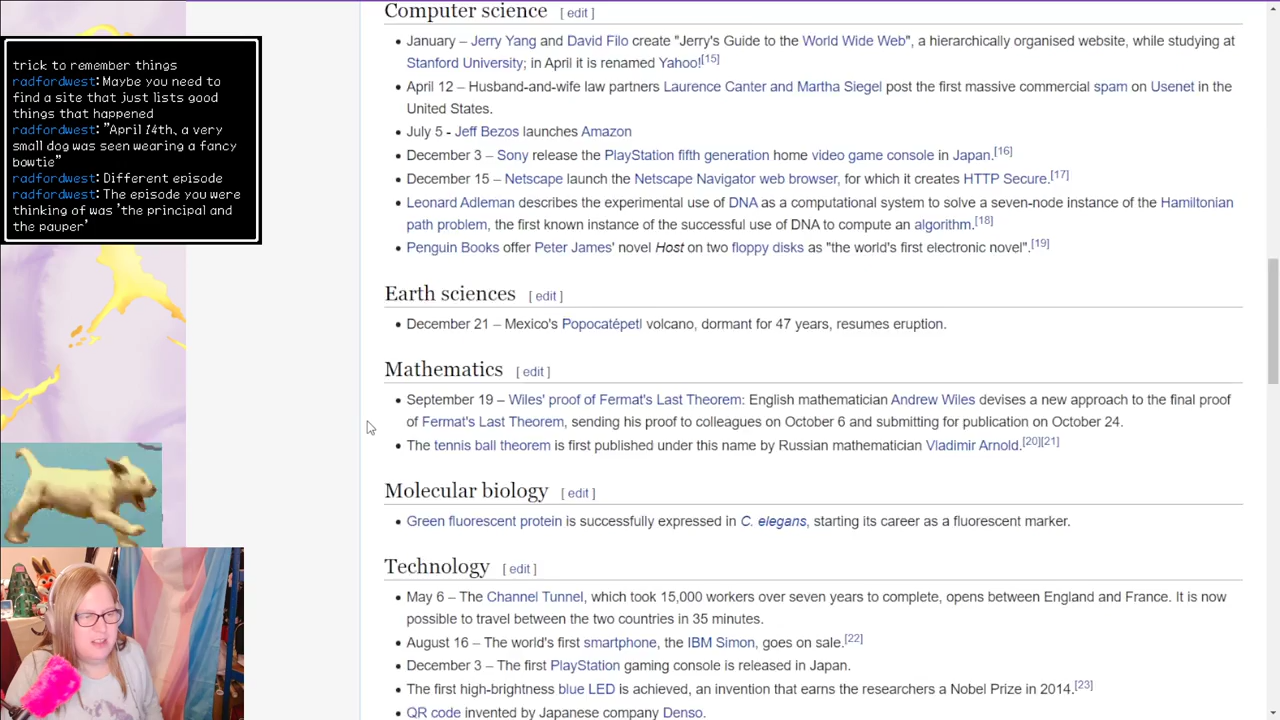 trick to remember things
radfordwest: Maybe you need to
find a site that just lists good
things that happened
radfordwest: "April 14th, a very
small dog was seen wearing a fancy
bowtie"
radfordwest: Different episode
radfordwest: The episode you were
thinking of was 'the principal and
the pauper'
Computer science [ edit ]
• January – Jerry Yang and David Filo create "Jerry's Guide to the World Wide Web", a hierarchically organised website, while studying at
Stanford University; in April it is renamed Yahoo![15]
• April 12 – Husband-and-wife law partners Laurence Canter and Martha Siegel post the first massive commercial spam on Usenet in the
United States.
• July 5 - Jeff Bezos launches Amazon
• December 3 – Sony release the PlayStation fifth generation home video game console in Japan.[16]
• December 15 – Netscape launch the Netscape Navigator web browser, for which it creates HTTP Secure.[17]
• Leonard Adleman describes the experimental use of DNA as a computational system to solve a seven-node instance of the Hamiltonian
path problem, the first known instance of the successful use of DNA to compute an algorithm.[18]
• Penguin Books offer Peter James' novel Host on two floppy disks as "the world's first electronic novel".[19]
Earth sciences [ edit ]
• December 21 – Mexico's Popocatépetl volcano, dormant for 47 years, resumes eruption.
Mathematics [ edit ]
• September 19 – Wiles' proof of Fermat's Last Theorem: English mathematician Andrew Wiles devises a new approach to the final proof
of Fermat's Last Theorem, sending his proof to colleagues on October 6 and submitting for publication on October 24.
• The tennis ball theorem is first published under this name by Russian mathematician Vladimir Arnold.[20][21]
Molecular biology [ edit ]
• Green fluorescent protein is successfully expressed in C. elegans, starting its career as a fluorescent marker.
Technology [ edit ]
• May 6 – The Channel Tunnel, which took 15,000 workers over seven years to complete, opens between England and France. It is now
possible to travel between the two countries in 35 minutes.
• August 16 – The world's first smartphone, the IBM Simon, goes on sale.[22]
• December 3 – The first PlayStation gaming console is released in Japan.
• The first high-brightness blue LED is achieved, an invention that earns the researchers a Nobel Prize in 2014.[23]
• QR code invented by Japanese company Denso.